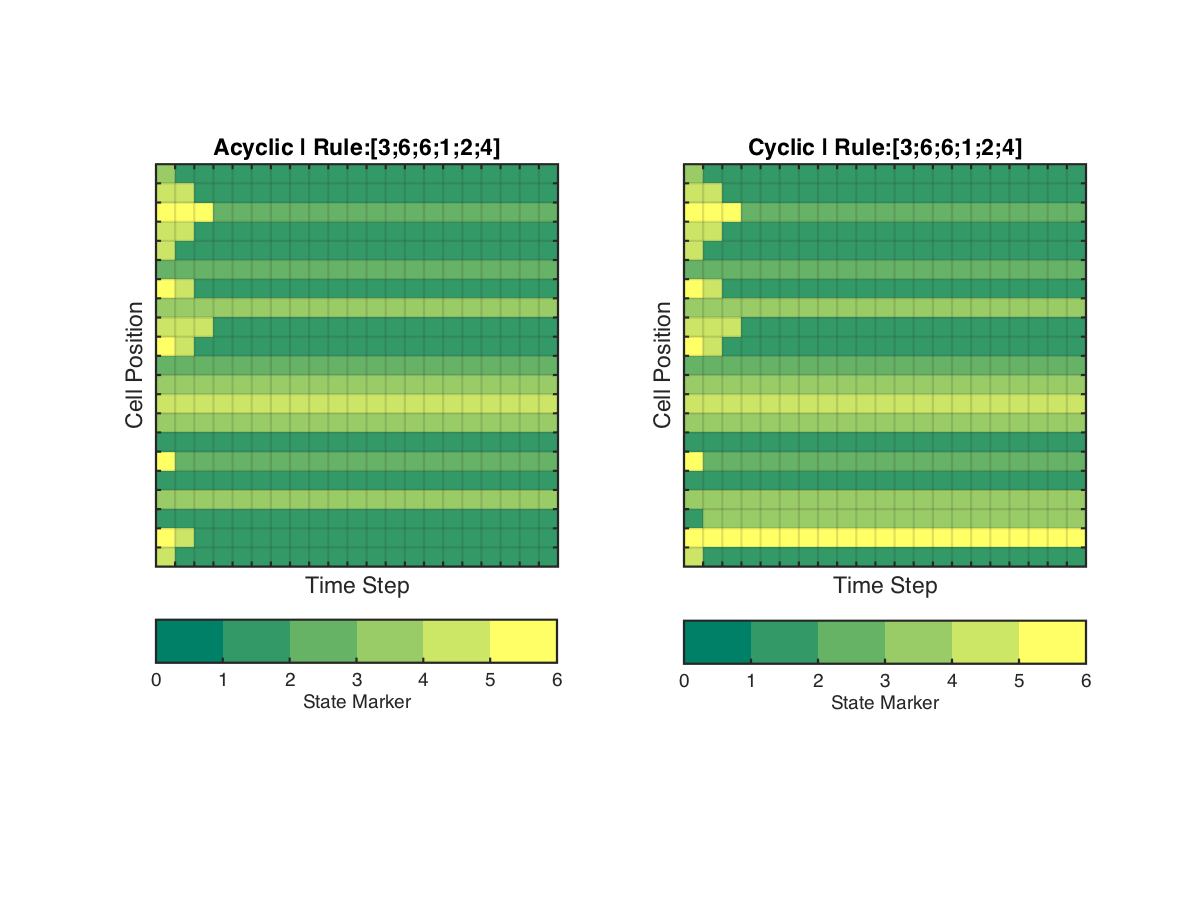 Acyclic | Rule:[3;6;6;1;2;4]
Cell Position
Time Step
0 1 2 3 4 5 6
State Marker
Cyclic | Rule:[3;6;6;1;2;4]
Cell Position
Time Step
0 1 2 3 4 5 6
State Marker